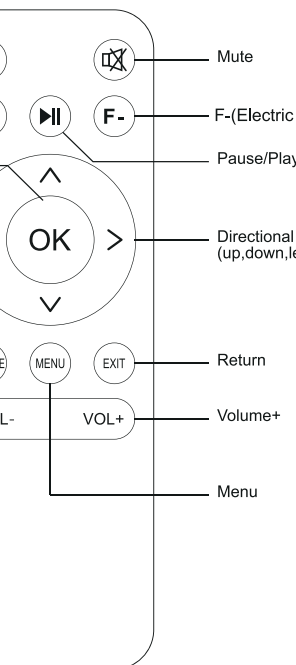 Mute
F-
F-(Electric
Pause/Play
OK
Directional
(up,down,le
E
MENU
EXIT
Return
L-
VOL+
Volume+
Menu